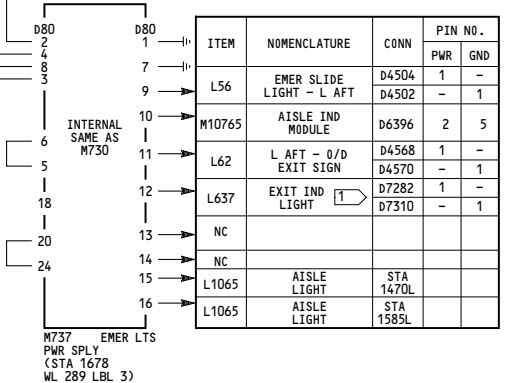 D80 D80
2 1
4
8 7
3
9
10
INTERNAL
SAME AS
M730
6
11
5
12
18
13
20
14
24
15
16
M737 EMER LTS
PWR SPLY
(STA 1678
WL 289 LBL 3)
ITEM NOMENCLATURE CONN PIN NO.
PWR GND
L56 EMER SLIDE LIGHT - L AFT D4504 1 -
D4502 - 1
M10765 AISLE IND MODULE D6396 2 5
L62 L AFT - O/D EXIT SIGN D4568 1 -
D4570 - 1
L637 EXIT IND LIGHT 1 D7282 1 -
D7310 - 1
NC
NC
L1065 AISLE LIGHT STA 1470L
L1065 AISLE LIGHT STA 1585L